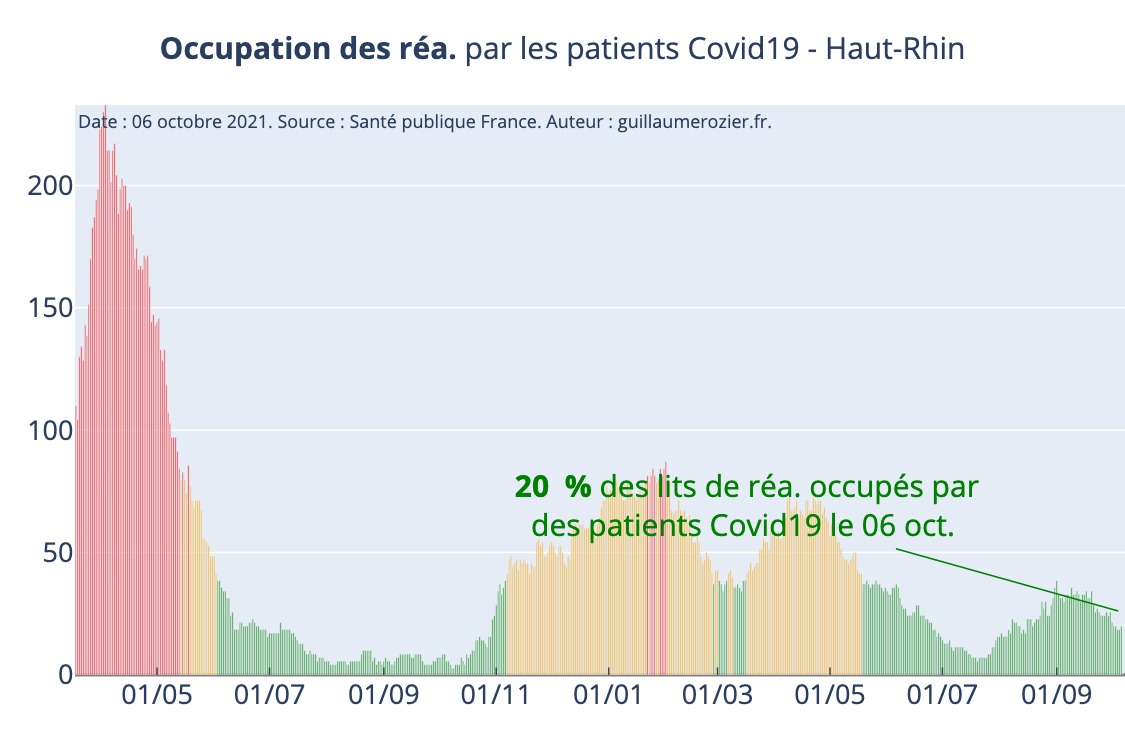 Occupation des réa. par les patients Covid19 - Haut-Rhin
Date : 06 octobre 2021. Source : Santé publique France. Auteur : guillaumerozier.fr.
200
150
100
50
0
20 % des lits de réa. occupés par
des patients Covid19 le 06 oct.
01/05 01/07 01/09 01/11 01/01 01/03 01/05 01/07 01/09